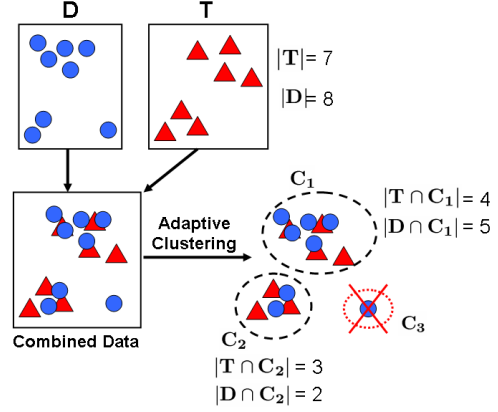 D
T
|T| = 7
|D| = 8
C₁
|T ∩ C₁| = 4
|D ∩ C₁| = 5
Adaptive
Clustering
C₂
C₃
Combined Data
|T ∩ C₂| = 3
|D ∩ C₂| = 2